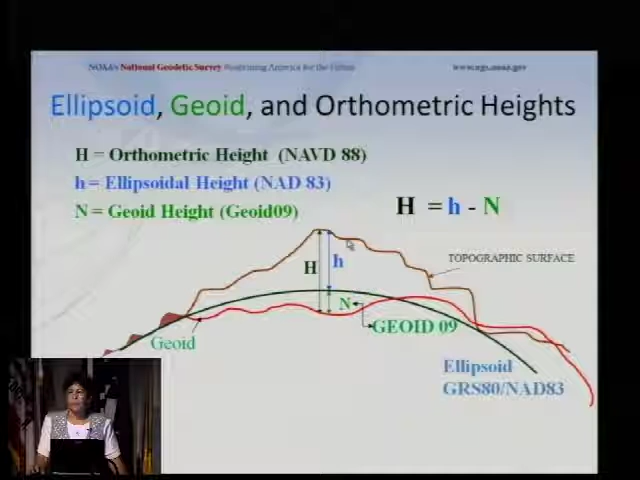 NOAA's National Geodetic Survey Positioning America for the Future
www.ngs.noaa.gov
Ellipsoid, Geoid, and Orthometric Heights
H = Orthometric Height (NAVD 88)
h = Ellipsoidal Height (NAD 83)
N = Geoid Height (Geoid09)
H = h - N
TOPOGRAPHIC SURFACE
H h
N
GEOID 09
Geoid
Ellipsoid
GRS80/NAD83